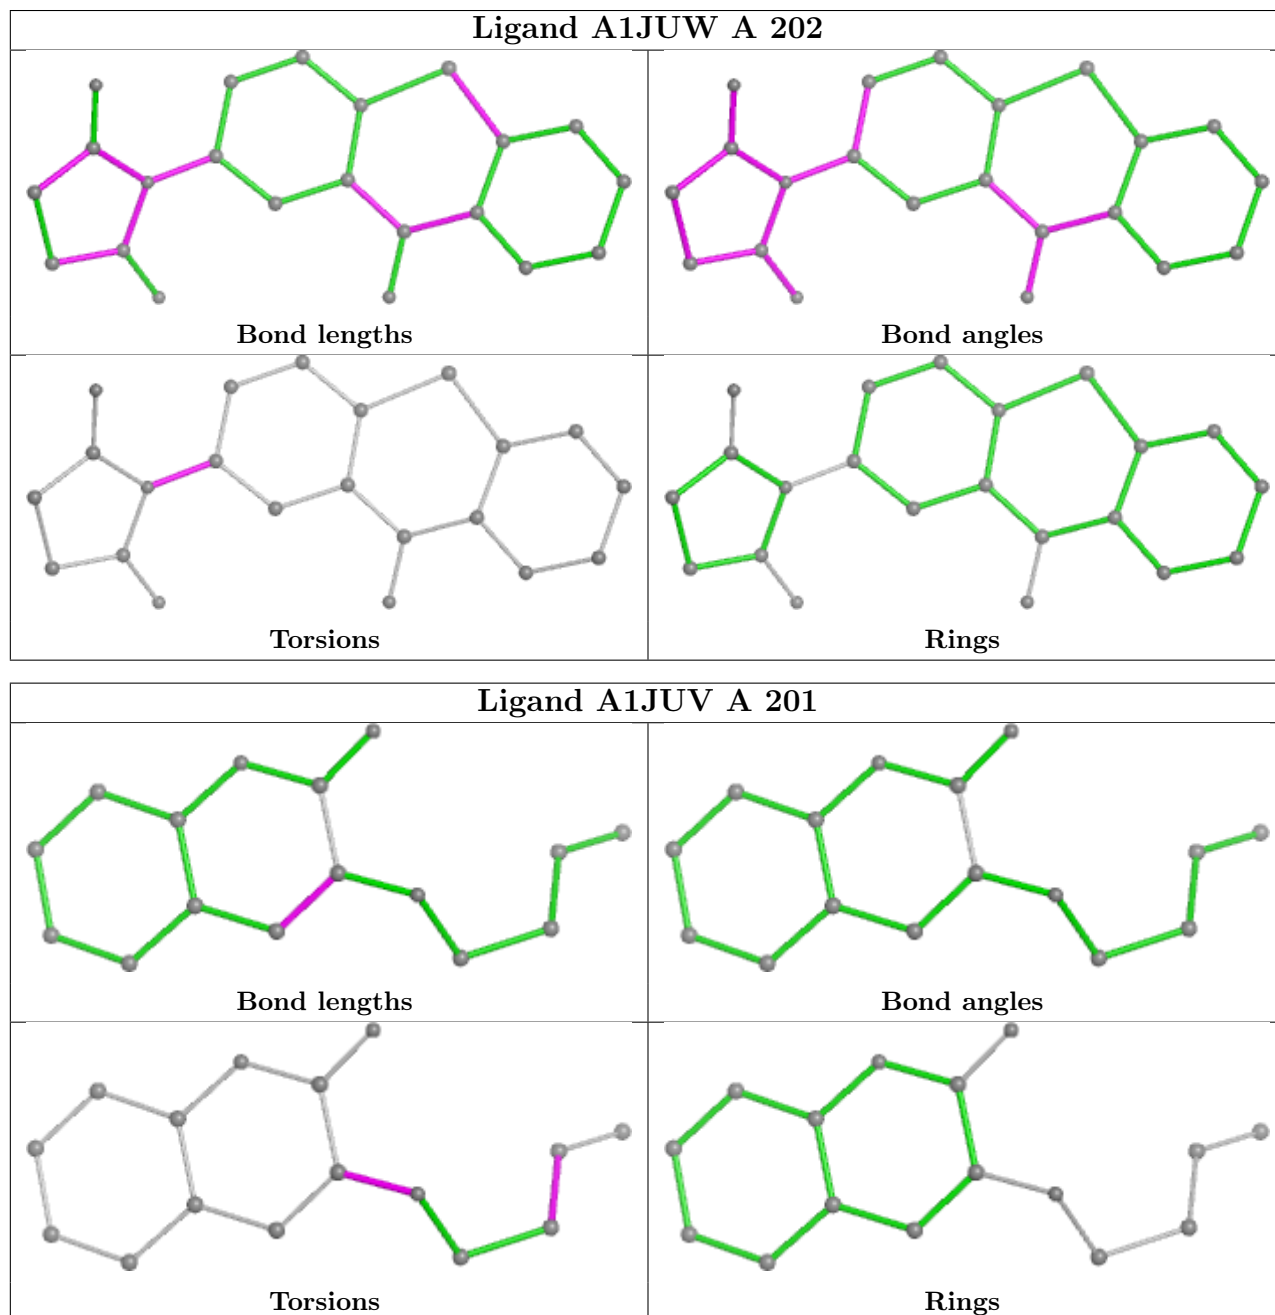 Ligand A1JUW A 202
Bond lengths
Bond angles
Torsions
Rings
Ligand A1JUV A 201
Bond lengths
Bond angles
Torsions
Rings